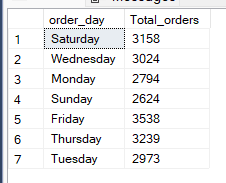 Messages
order_day Total_orders
1 Saturday 3158
2 Wednesday 3024
3 Monday 2794
4 Sunday 2624
5 Friday 3538
6 Thursday 3239
7 Tuesday 2973